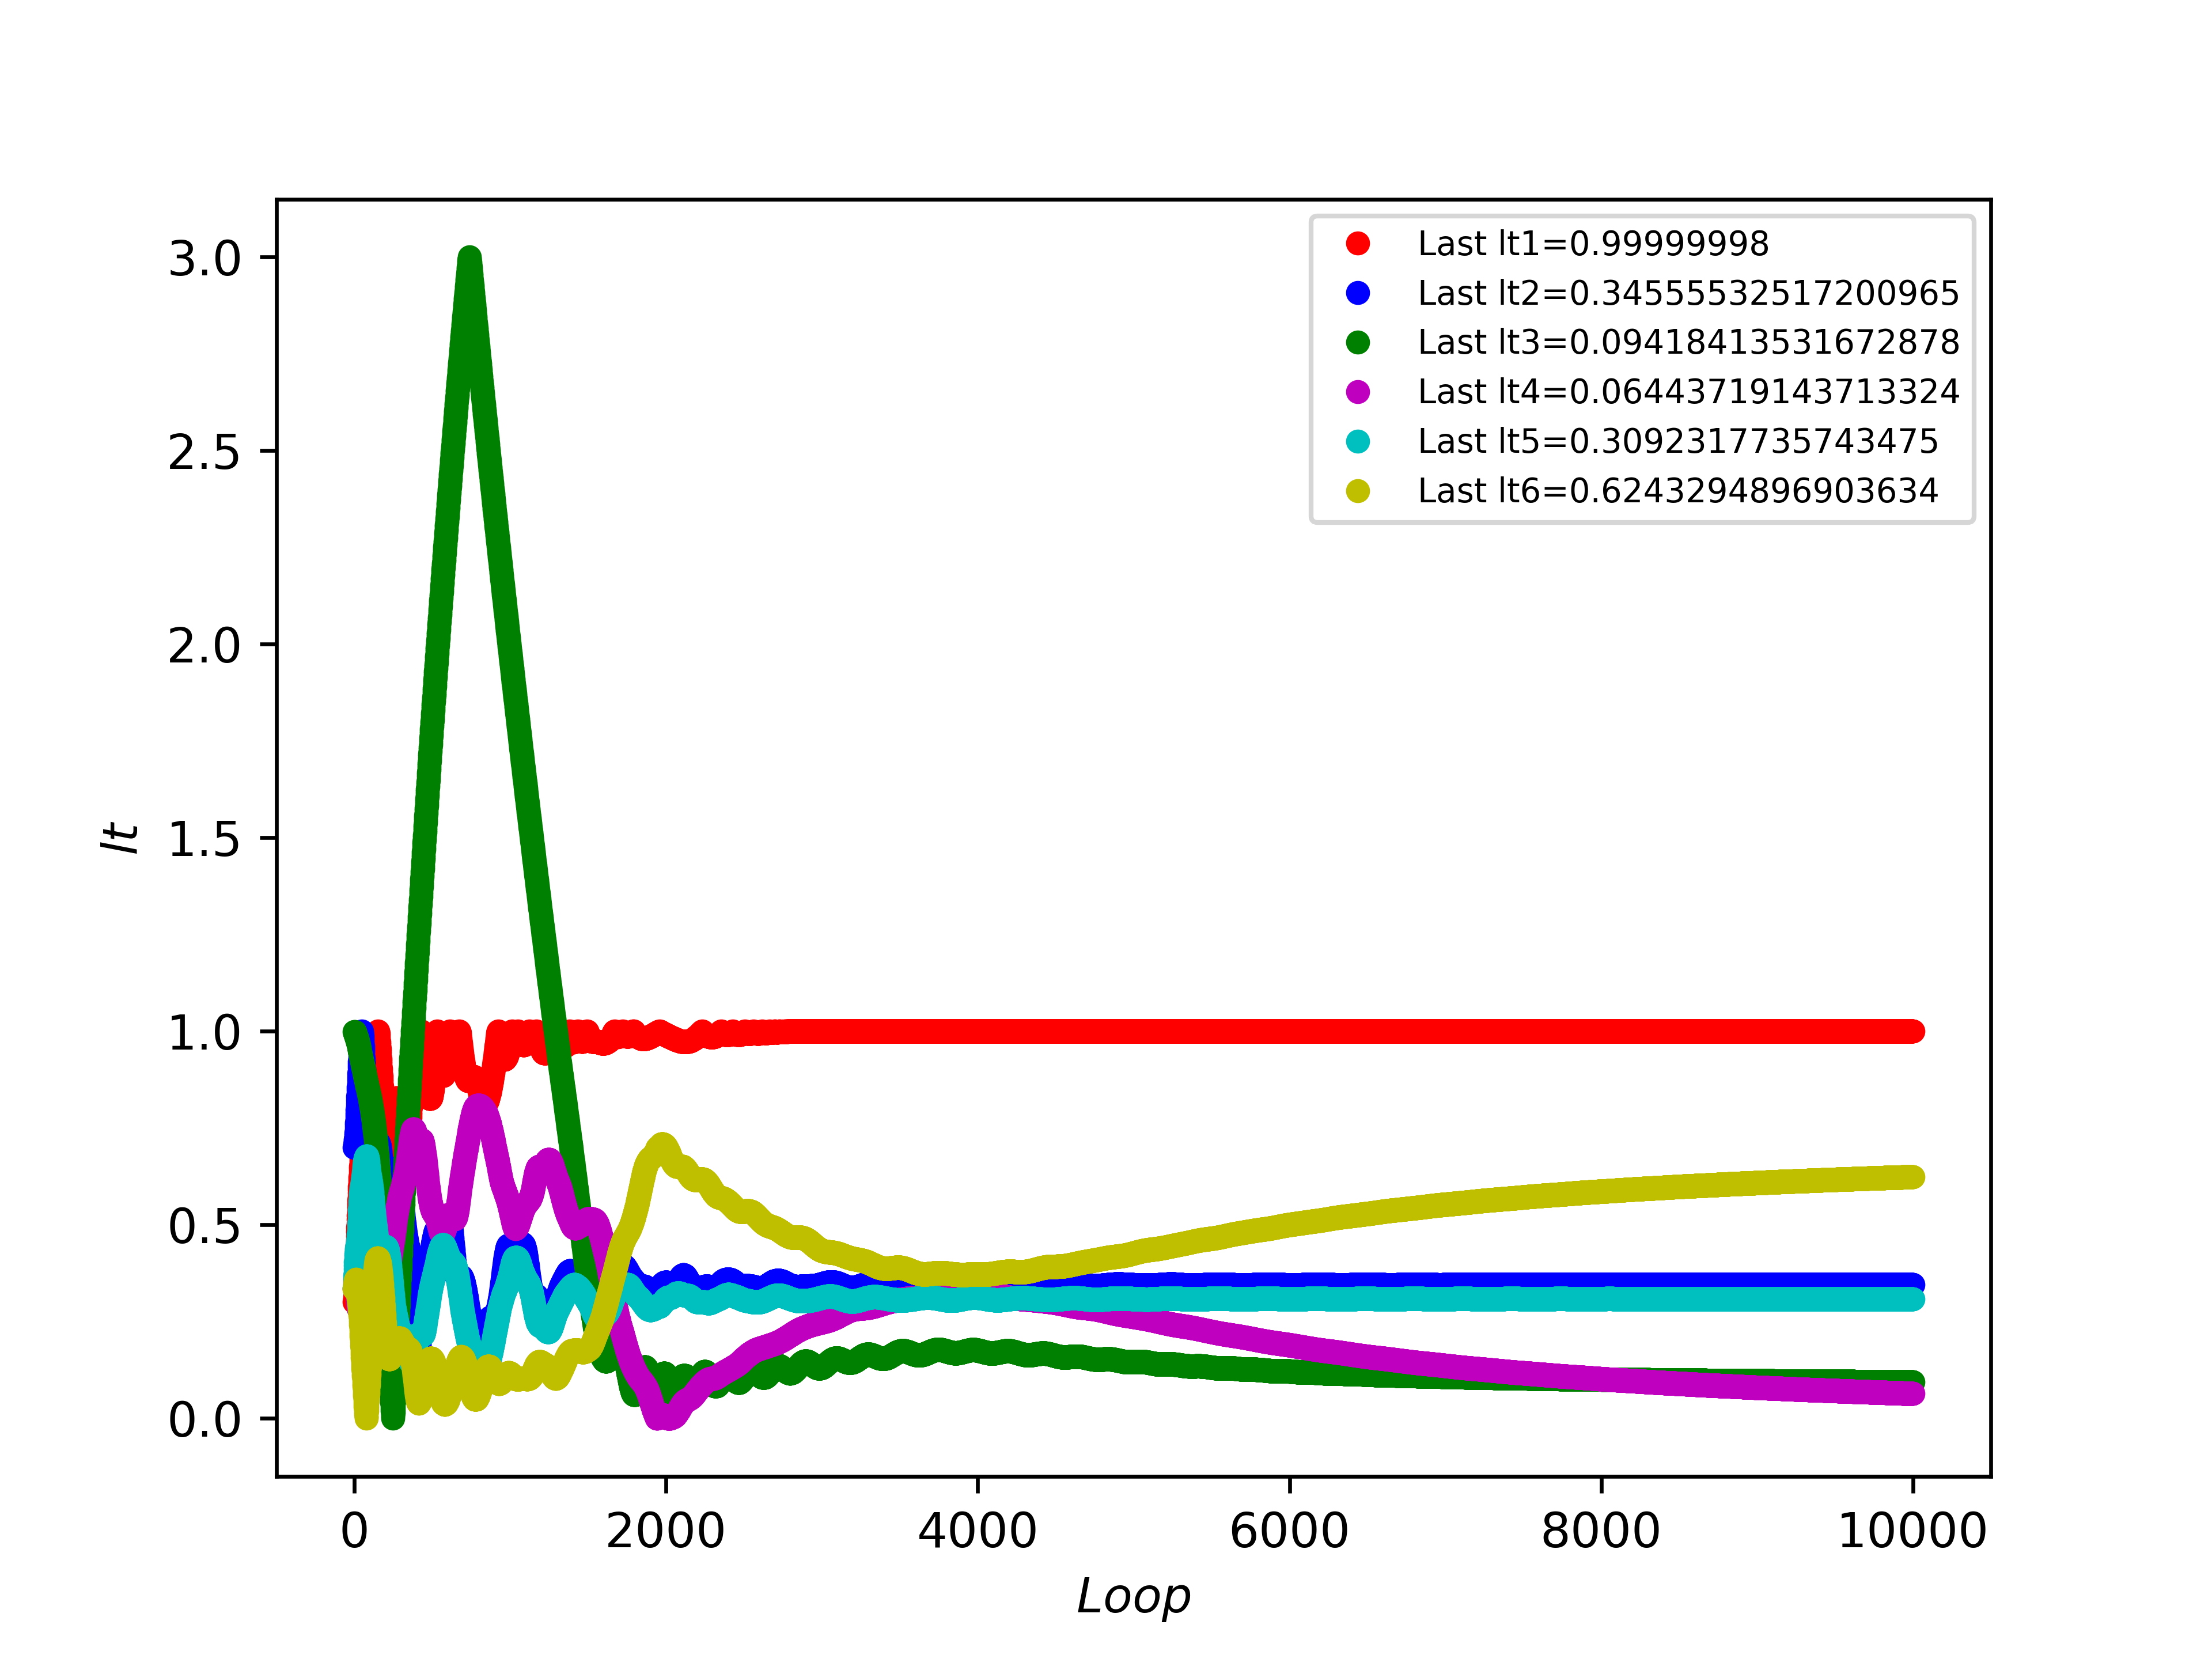 3.0
2.5
2.0
1.5
1.0
0.5
0.0
lt
0 2000 4000 6000 8000 10000
Loop
Last lt1=0.99999998
Last lt2=0.34555532517200965
Last lt3=0.09418413531672878
Last lt4=0.06443719143713324
Last lt5=0.3092317735743475
Last lt6=0.6243294896903634